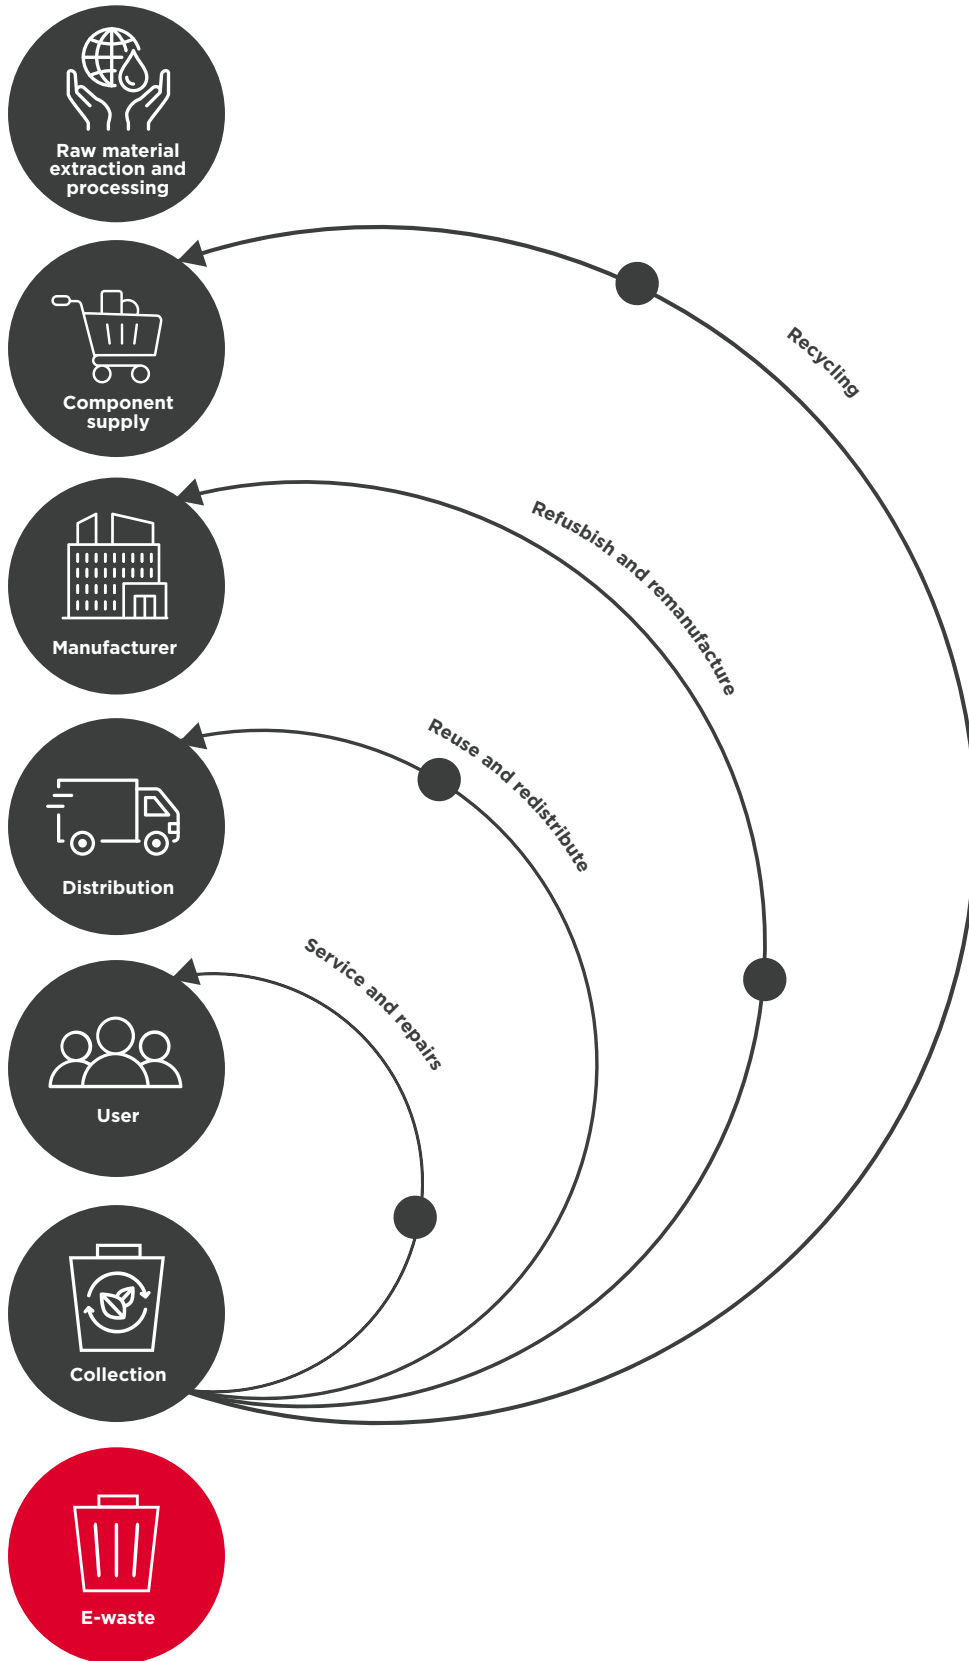 Raw material
extraction and
processing
Component
supply
Recycling
Manufacturer
Refusbish and remanufacture
Distribution
Reuse and redistribute
User
Service and repairs
Collection
E-waste